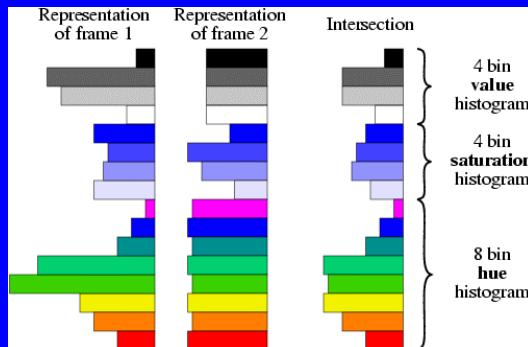 Representation
of frame 1
Representation
of frame 2
Intersection
4 bin
value
histogram
4 bin
saturation
histogram
8 bin
hue
histogram